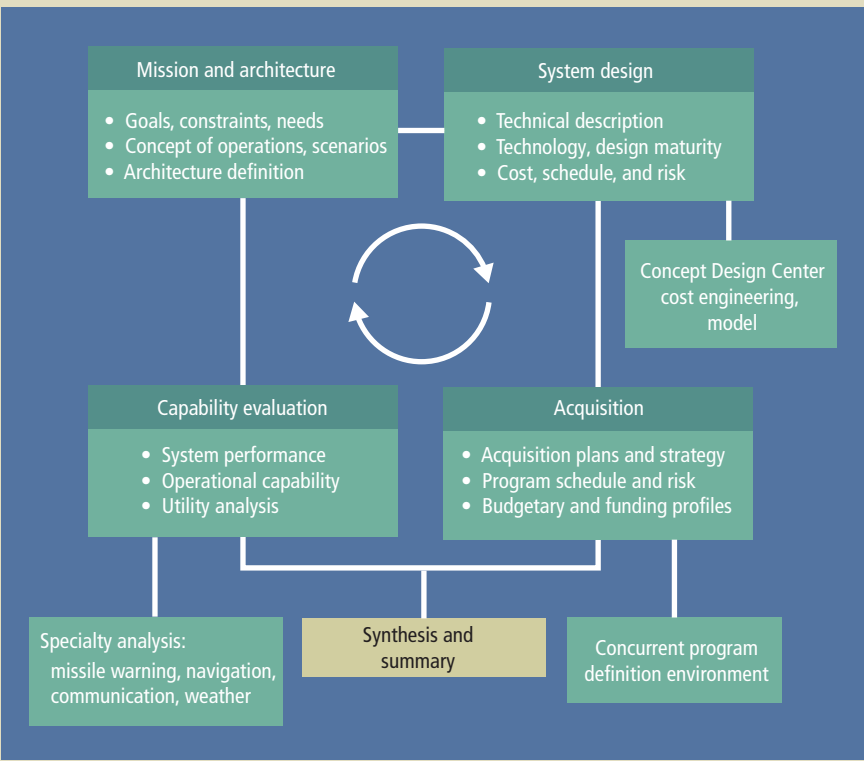 Mission and architecture
• Goals, constraints, needs
• Concept of operations, scenarios
• Architecture definition
System design
• Technical description
• Technology, design maturity
• Cost, schedule, and risk
Concept Design Center
cost engineering,
model
Capability evaluation
• System performance
• Operational capability
• Utility analysis
Acquisition
• Acquisition plans and strategy
• Program schedule and risk
• Budgetary and funding profiles
Specialty analysis:
missile warning, navigation,
communication, weather
Synthesis and
summary
Concurrent program
definition environment